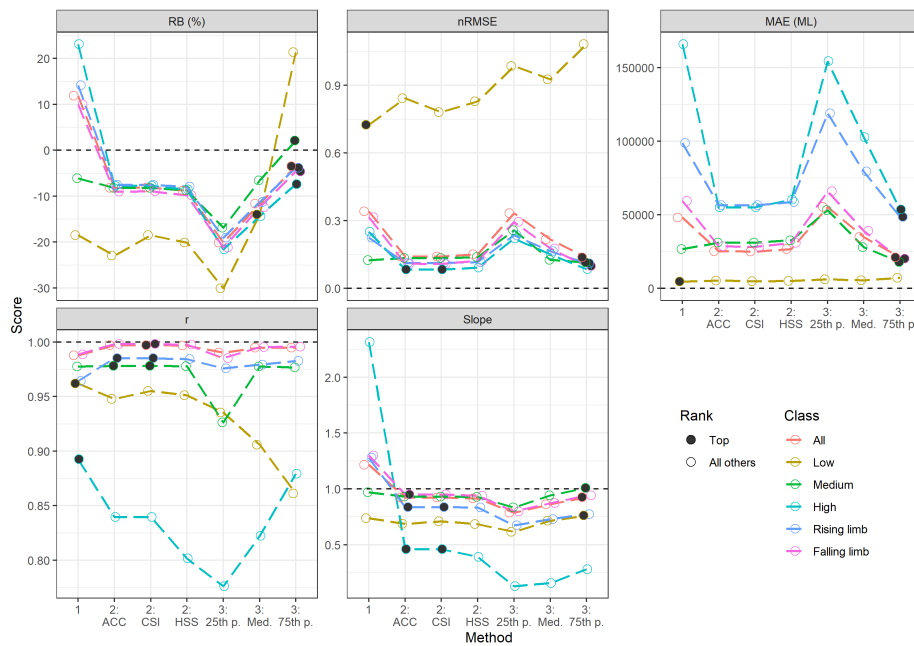 RB (%)
nRMSE
MAE (ML)
20
10
0
-10
-20
-30
0.9
0.6
0.3
0.0
150000
100000
50000
0
1
2: ACC
2: CSI
2: HSS
3: 25th p.
3: Med.
3: 75th p.
Score
r
Slope
1.00
0.95
0.90
0.85
0.80
2.0
1.5
1.0
0.5
1
2: ACC
2: CSI
2: HSS
3: 25th p.
3: Med.
3: 75th p.
1
2: ACC
2: CSI
2: HSS
3: 25th p.
3: Med.
3: 75th p.
Method
Rank
Top
All others
Class
All
Low
Medium
High
Rising limb
Falling limb